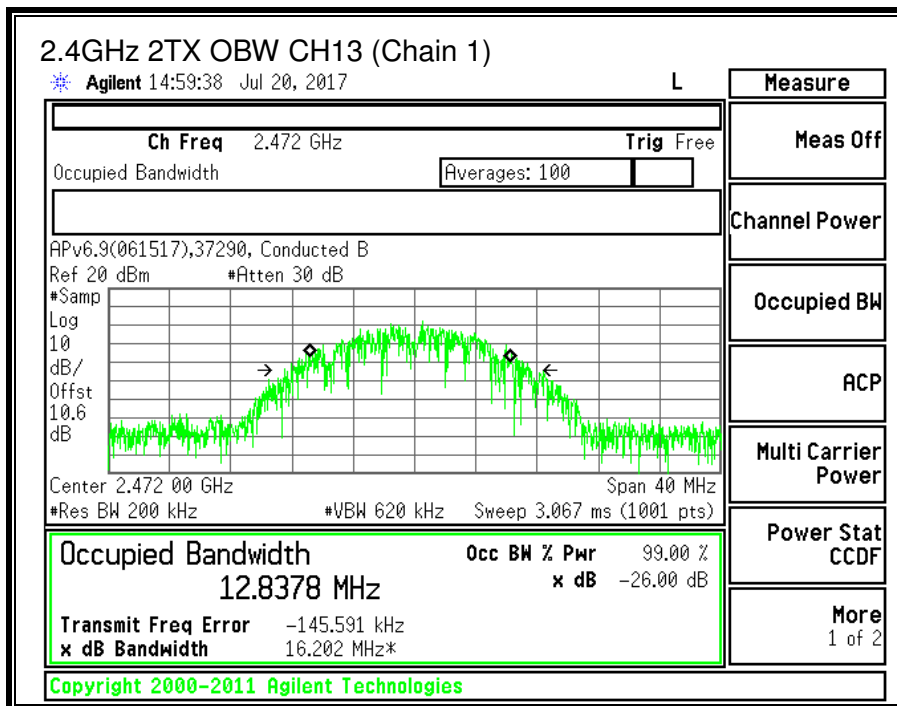 2.4GHz 2TX OBW CH13 (Chain 1)
Agilent 14:59:38 Jul 20, 2017 L
Measure
Ch Freq 2.472 GHz Trig Free
Meas Off
Occupied Bandwidth Averages: 100
Channel Power
APv6.9(061517),37290, Conducted B
Ref 20 dBm #Atten 30 dB
#Samp
Log
10
dB/
Offst
10.6
dB
Occupied BW
ACP
Multi Carrier
Power
Center 2.472 00 GHz Span 40 MHz
#Res BW 200 kHz #VBW 620 kHz Sweep 3.067 ms (1001 pts)
Power Stat
CCDF
Occupied Bandwidth Occ BW % Pwr 99.00 %
12.8378 MHz x dB -26.00 dB
Transmit Freq Error -145.591 kHz
x dB Bandwidth 16.202 MHz*
More
1 of 2
Copyright 2000-2011 Agilent Technologies